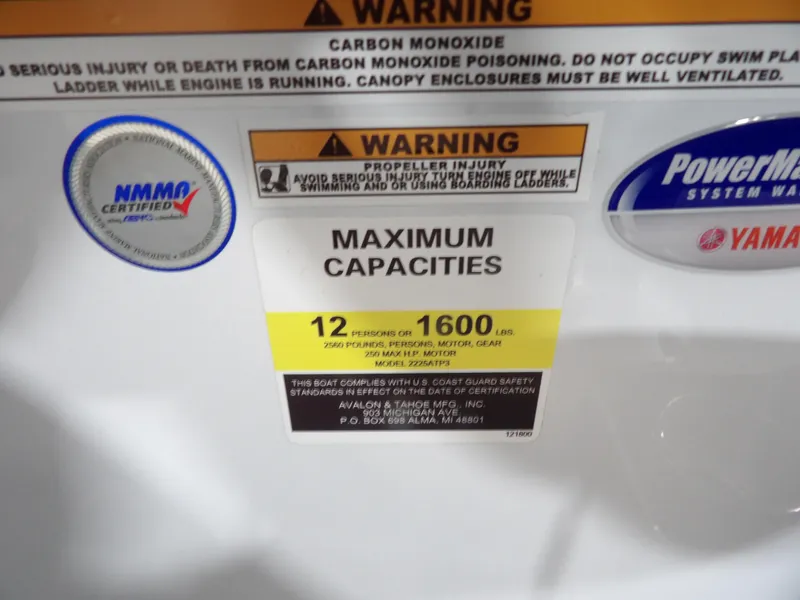 WARNING
CARBON MONOXIDE
SERIOUS INJURY OR DEATH FROM CARBON MONOXIDE POISONING. DO NOT OCCUPY SWIM PLA
LADDER WHILE ENGINE IS RUNNING. CANOPY ENCLOSURES MUST BE WELL VENTILATED.
NMMA
CERTIFIED
WARNING
PROPELLER INJURY
AVOID SERIOUS INJURY TURN ENGINE OFF WHILE
SWIMMING AND OR USING BOARDING LADDERS.
PowerMa
SYSTEM WA
YAMA
MAXIMUM
CAPACITIES
12 PERSONS OR 1600 LBS.
2560 POUNDS, PERSONS, MOTOR, GEAR
250 MAX H.P. MOTOR
MODEL 2225ATP3
THIS BOAT COMPLIES WITH U.S. COAST GUARD SAFETY
STANDARDS IN EFFECT ON THE DATE OF CERTIFICATION
AVALON & TAHOE MFG., INC.
903 MICHIGAN AVE.
P.O. BOX 698 ALMA, MI 48801
121800